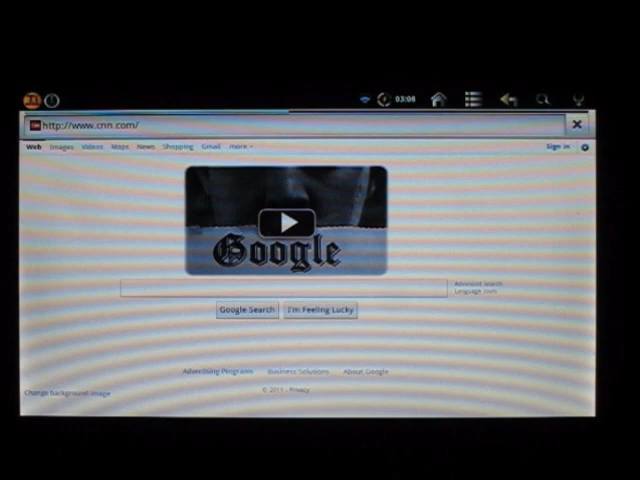 03:08
http://www.cnn.com/
Web Images Videos Maps News Shopping Gmail more
Sign in
Google
Advanced Search
Language Tools
Google Search
I'm Feeling Lucky
Advertising Programs Business Solutions About Google
© 2011 - Privacy
Change background image